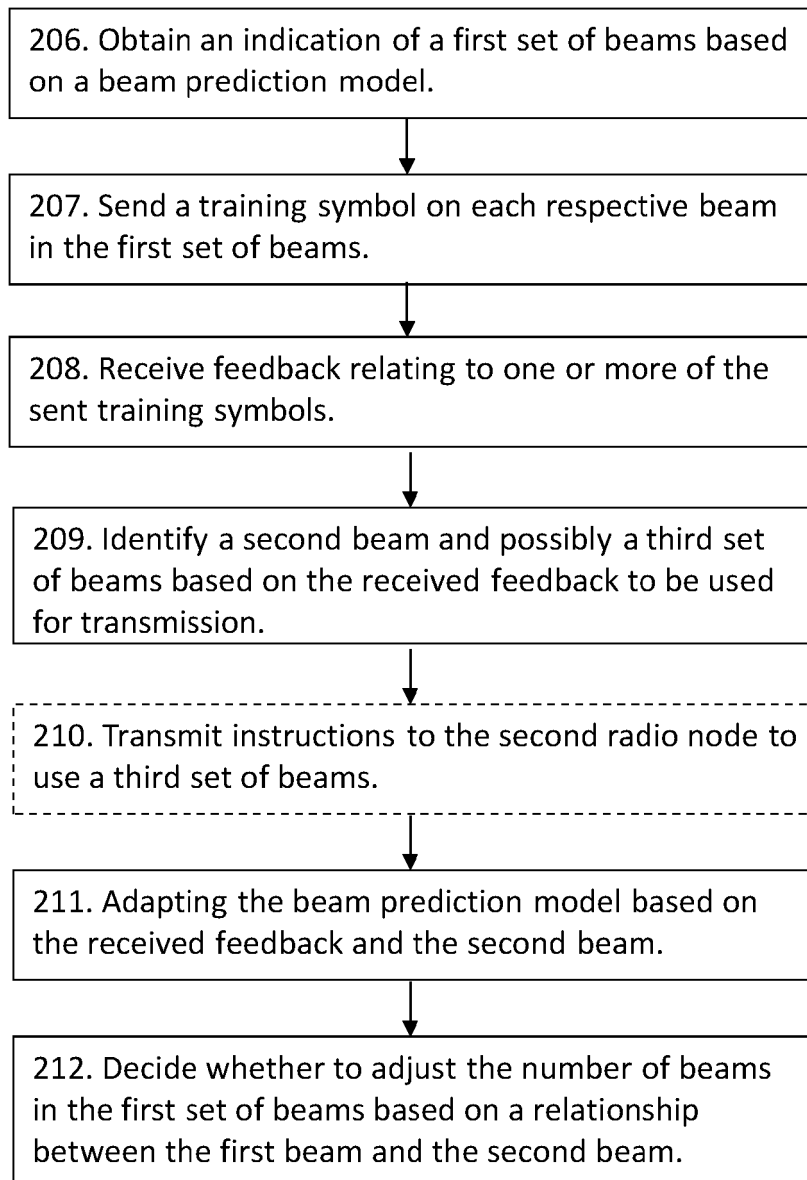 206. Obtain an indication of a first set of beams based
on a beam prediction model.
207. Send a training symbol on each respective beam
in the first set of beams.
208. Receive feedback relating to one or more of the
sent training symbols.
209. Identify a second beam and possibly a third set
of beams based on the received feedback to be used
for transmission.
210. Transmit instructions to the second radio node to
use a third set of beams.
211. Adapting the beam prediction model based on
the received feedback and the second beam.
212. Decide whether to adjust the number of beams
in the first set of beams based on a relationship
between the first beam and the second beam.